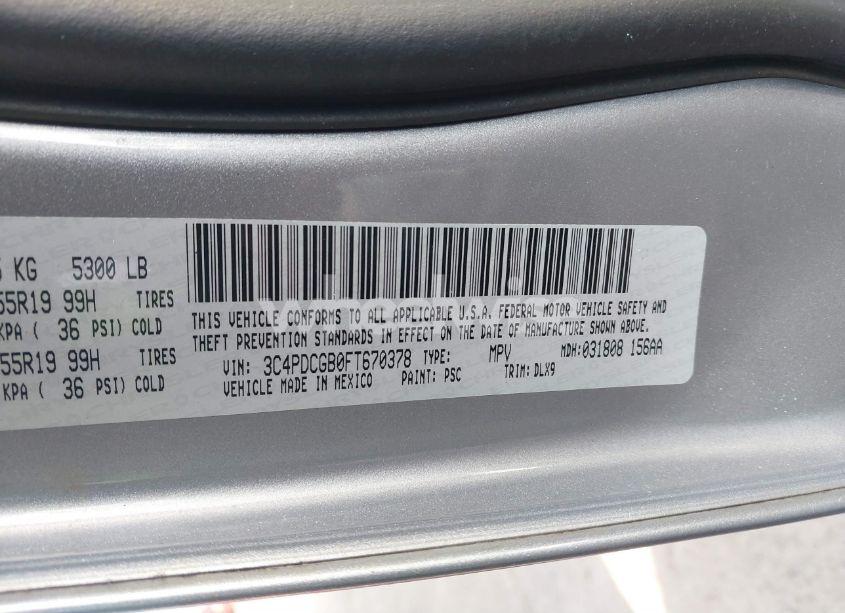 KG 5300 LB
55R19 99H TIRES
KPA ( 36 PSI) COLD
55R19 99H TIRES
KPA ( 36 PSI) COLD
THIS VEHICLE CONFORMS TO ALL APPLICABLE U.S.A. FEDERAL MOTOR VEHICLE SAFETY AND
THEFT PREVENTION STANDARDS IN EFFECT ON THE DATE OF MANUFACTURE SHOWN ABOVE.
VIN: 3C4PDCGB0FT670378 TYPE: MPV MDH:031808 156AA
VEHICLE MADE IN MEXICO PAINT: PSC TRIM: DLX9